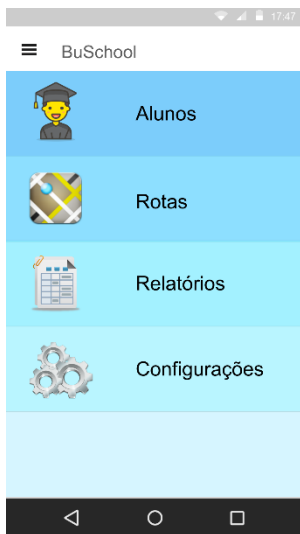 17:47
BuSchool
Alunos
Rotas
Relatórios
Configurações